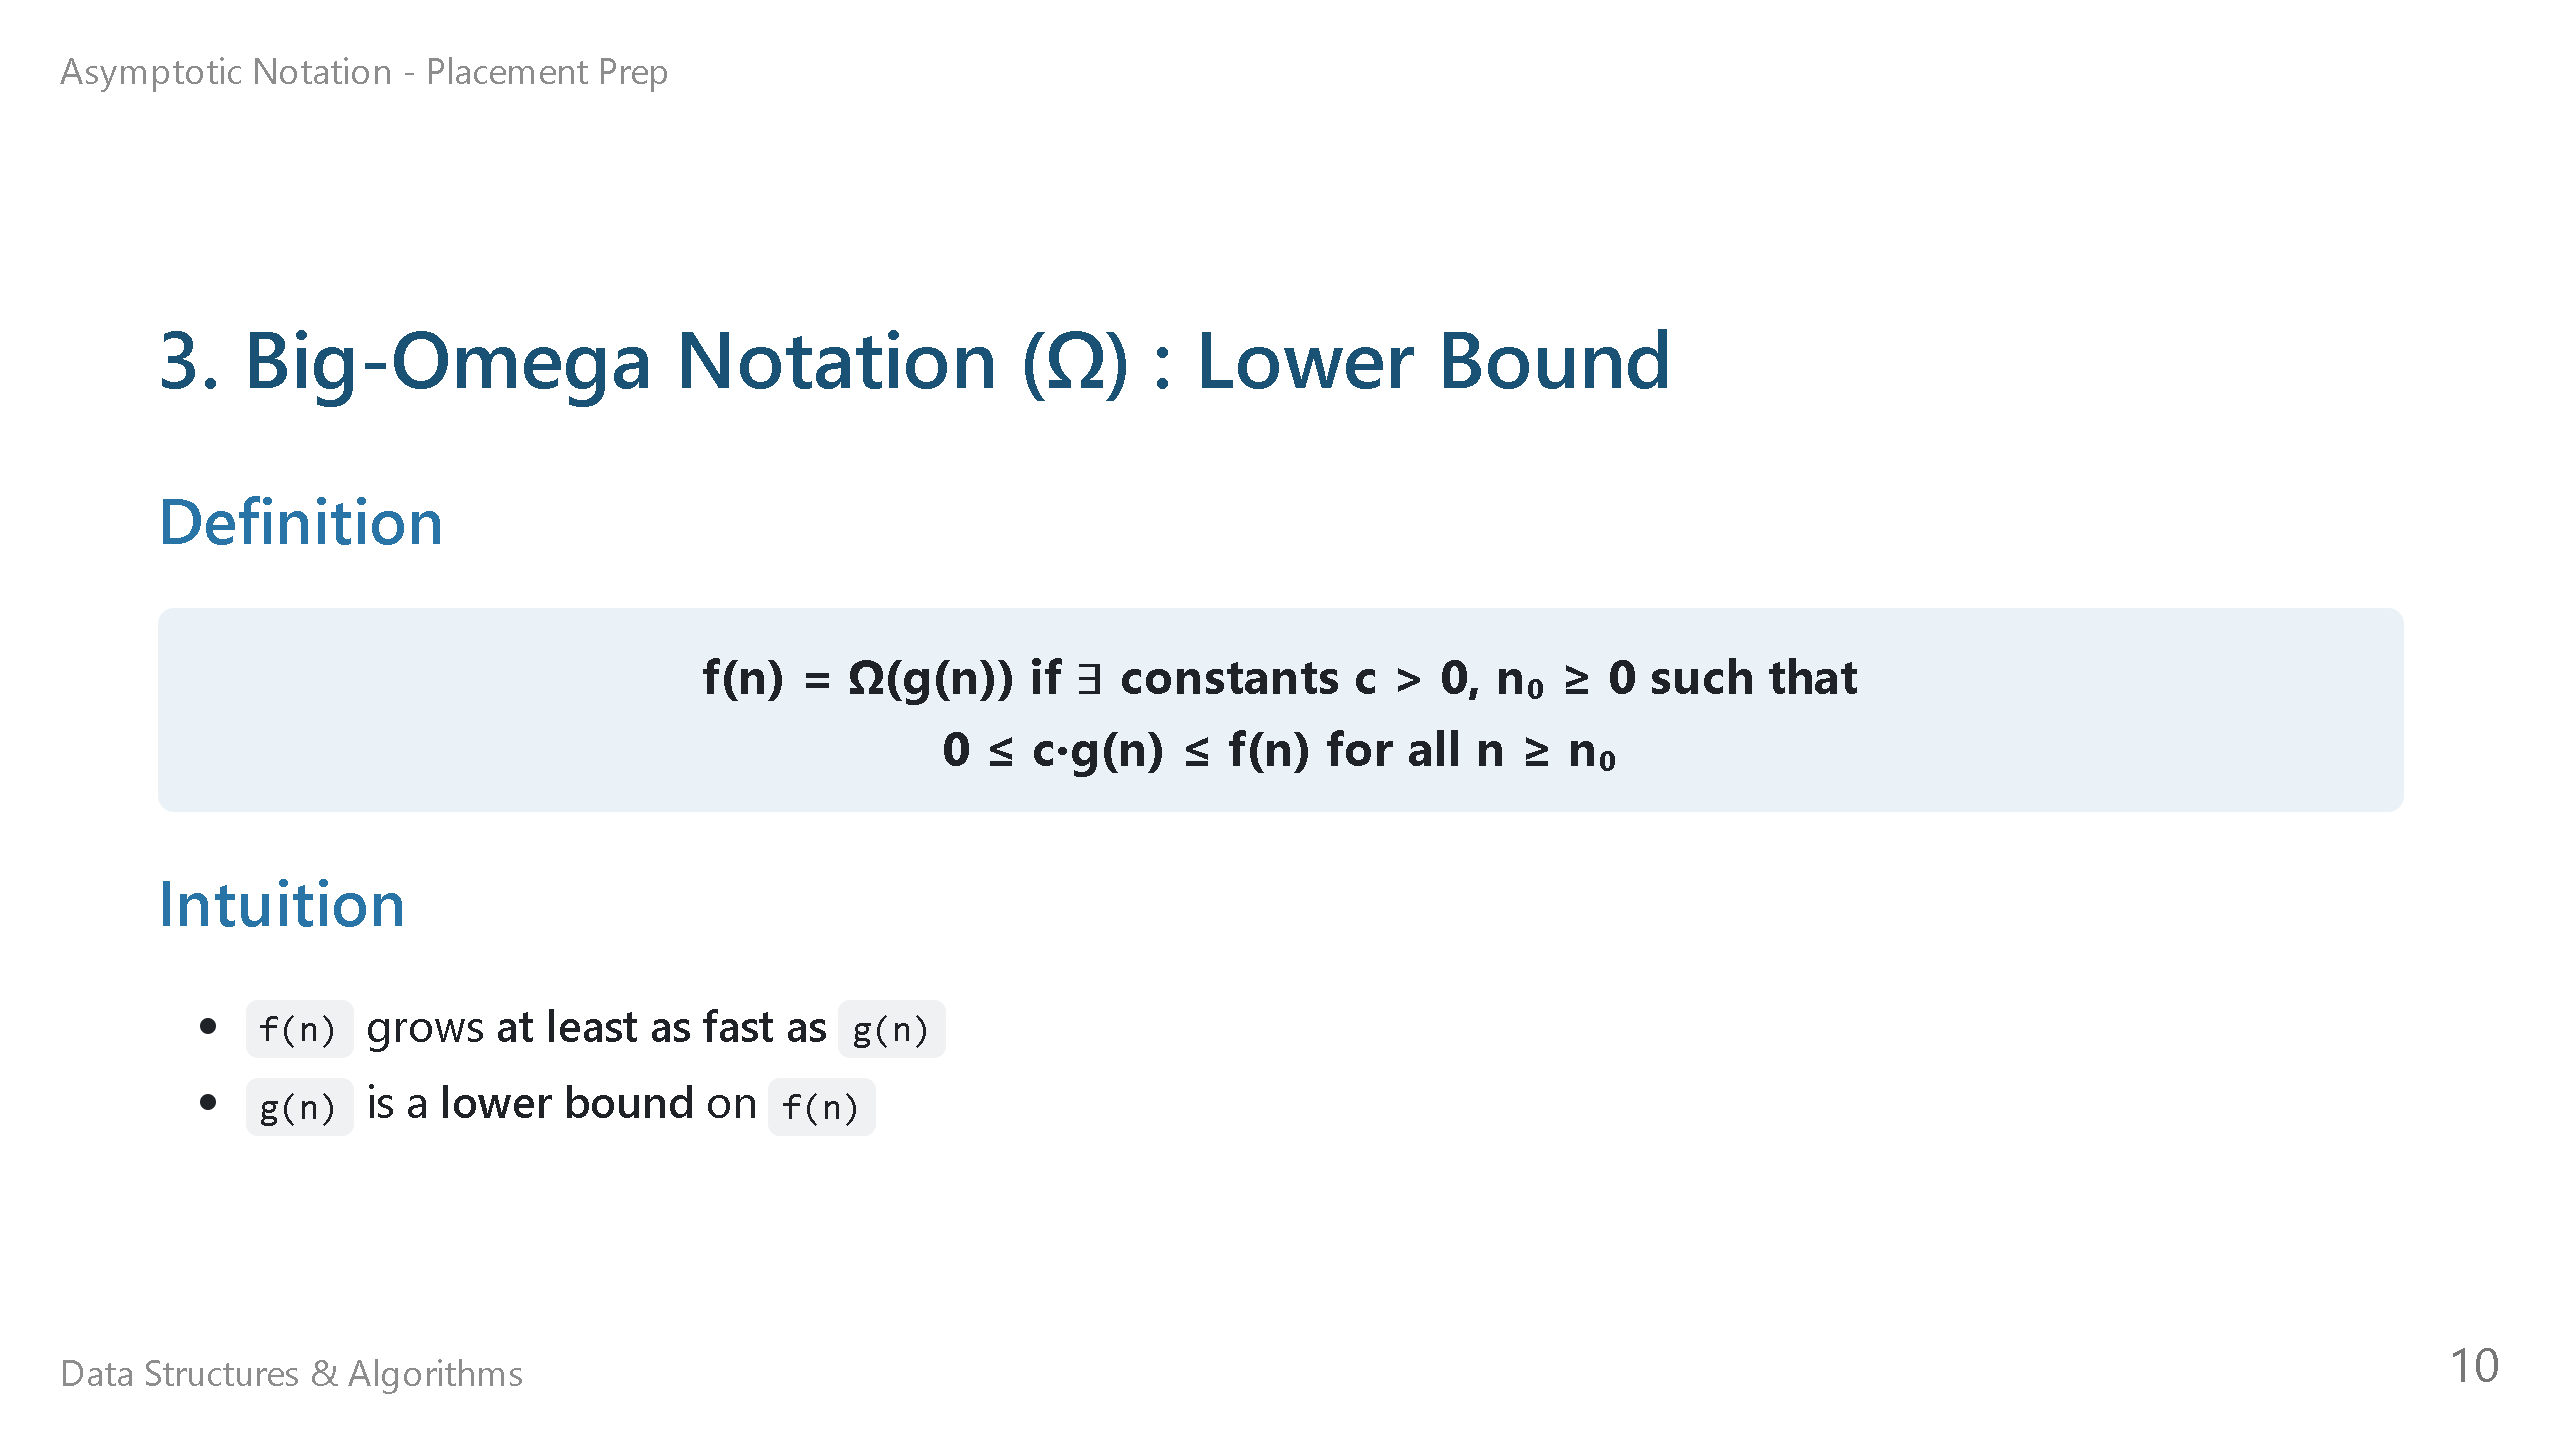 Asymptotic Notation - Placement Prep
3. Big-Omega Notation (Ω) : Lower Bound
Definition
f(n) = Ω(g(n)) if ∃ constants c > 0, n₀ ≥ 0 such that
0 ≤ c·g(n) ≤ f(n) for all n ≥ n₀
Intuition
• f(n) grows at least as fast as g(n)
• g(n) is a lower bound on f(n)
Data Structures & Algorithms
10